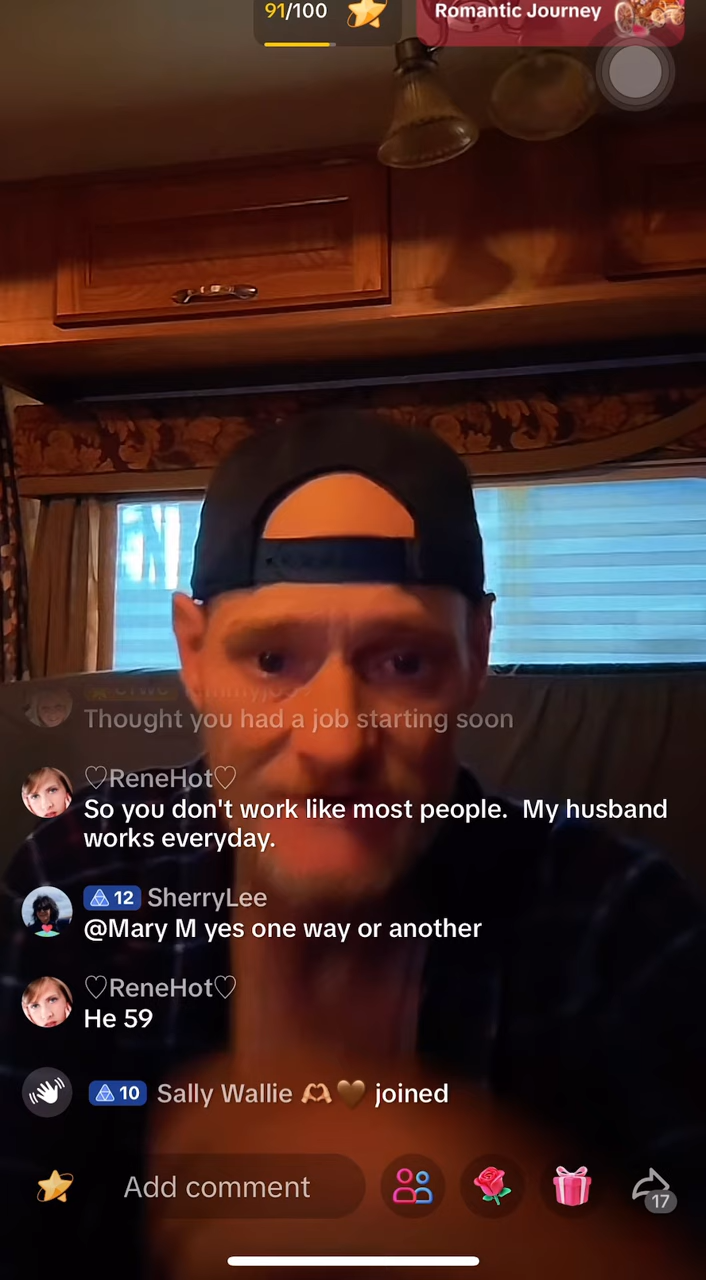 91/100
Romantic Journey
Thought you had a job starting soon
♡ReneHot♡
So you don't work like most people.  My husband
works everyday.
12 SherryLee
@Mary M yes one way or another
♡ReneHot♡
He 59
10 Sally Wallie 🫶🏽🤎 joined
Add comment
17